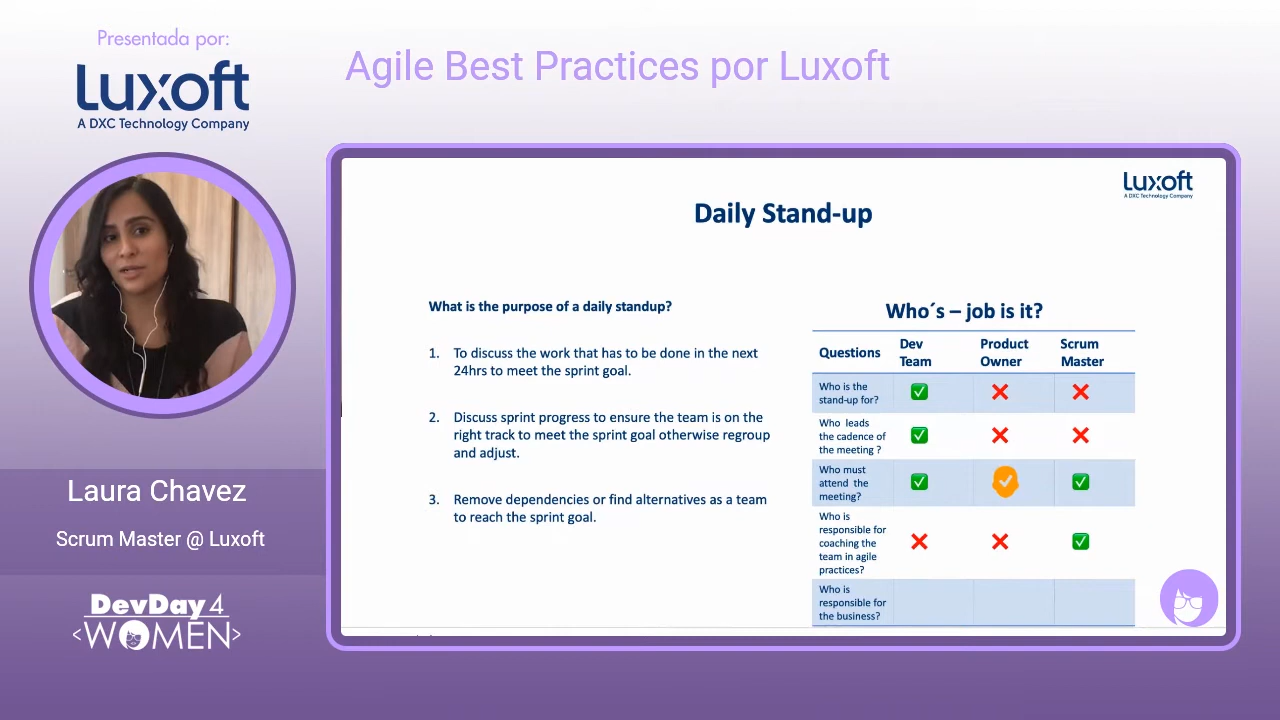 Presentada por:
Luxoft
A DXC Technology Company
Agile Best Practices por Luxoft
Luxoft
A DXC Technology Company
Daily Stand-up
What is the purpose of a daily standup?
1. To discuss the work that has to be done in the next
24hrs to meet the sprint goal.
2. Discuss sprint progress to ensure the team is on the
right track to meet the sprint goal otherwise regroup
and adjust.
3. Remove dependencies or find alternatives as a team
to reach the sprint goal.
Who´s – job is it?
Questions
Dev
Team
Product
Owner
Scrum
Master
Who is the
stand-up for?
Who leads
the cadence of
the meeting ?
Who must
attend the
meeting?
Who is
responsible for
coaching the
team in agile
practices?
Who is
responsible for
the business?
Laura Chavez
Scrum Master @ Luxoft
DevDay 4
<WOMEN>